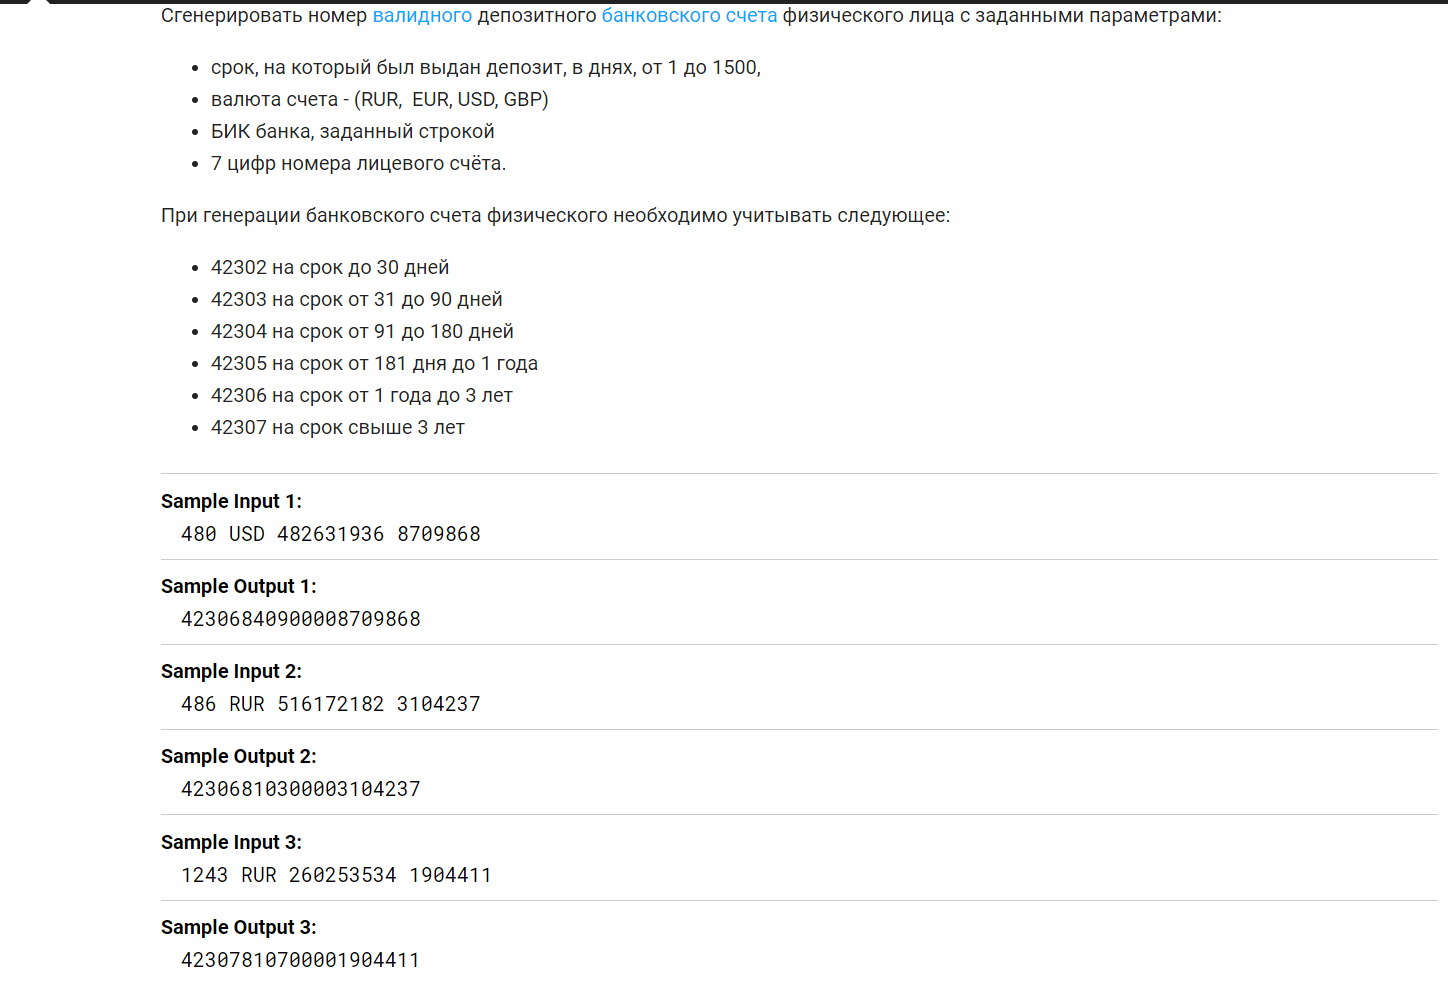 Сгенерировать номер валидного депозитного банковского счета физического лица с заданными параметрами:
срок, на который был выдан депозит, в днях, от 1 до 1500,
валюта счета - (RUR, EUR, USD, GBP)
БИК банка, заданный строкой
7 цифр номера лицевого счёта.
При генерации банковского счета физического необходимо учитывать следующее:
42302 на срок до 30 дней
42303 на срок от 31 до 90 дней
42304 на срок от 91 до 180 дней
42305 на срок от 181 дня до 1 года
42306 на срок от 1 года до 3 лет
42307 на срок свыше 3 лет
Sample Input 1:
480 USD 482631936 8709868
Sample Output 1:
42306840900008709868
Sample Input 2:
486 RUR 516172182 3104237
Sample Output 2:
42306810300003104237
Sample Input 3:
1243 RUR 260253534 1904411
Sample Output 3:
42307810700001904411